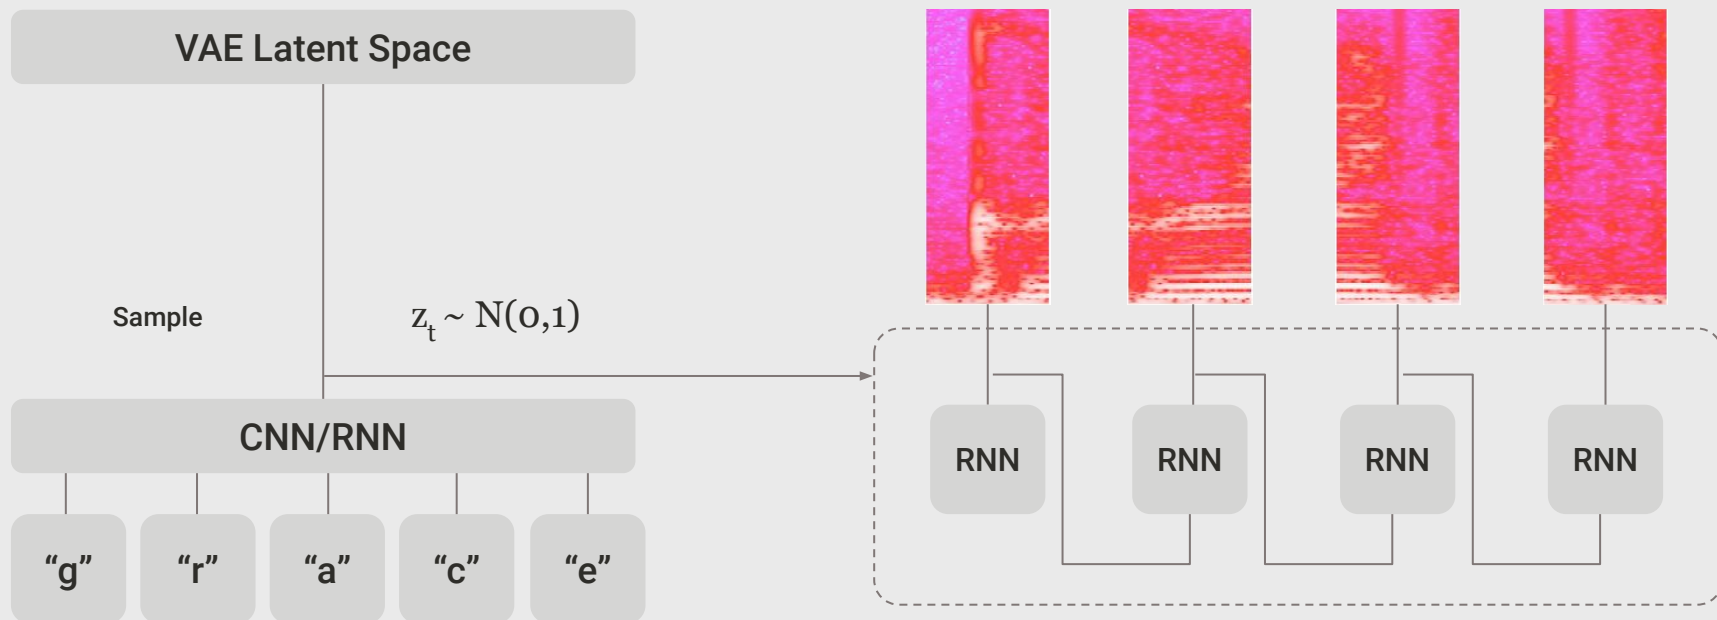 VAE Latent Space
Sample
zt ~ N(0,1)
CNN/RNN
“g” “r” “a” “c” “e”
RNN RNN RNN RNN